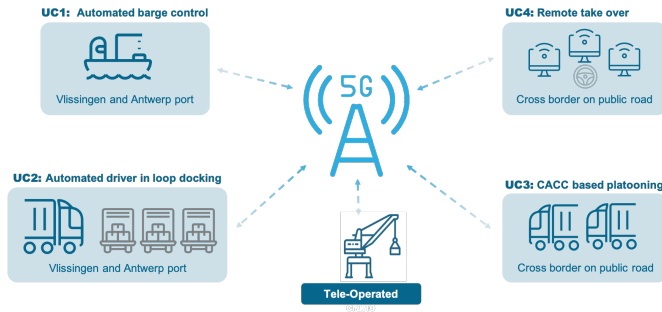 UC1: Automated barge control
Vlissingen and Antwerp port
UC4: Remote take over
Cross border on public road
5G
UC2: Automated driver in loop docking
Vlissingen and Antwerp port
UC3: CACC based platooning
Cross border on public road
Tele-Operated